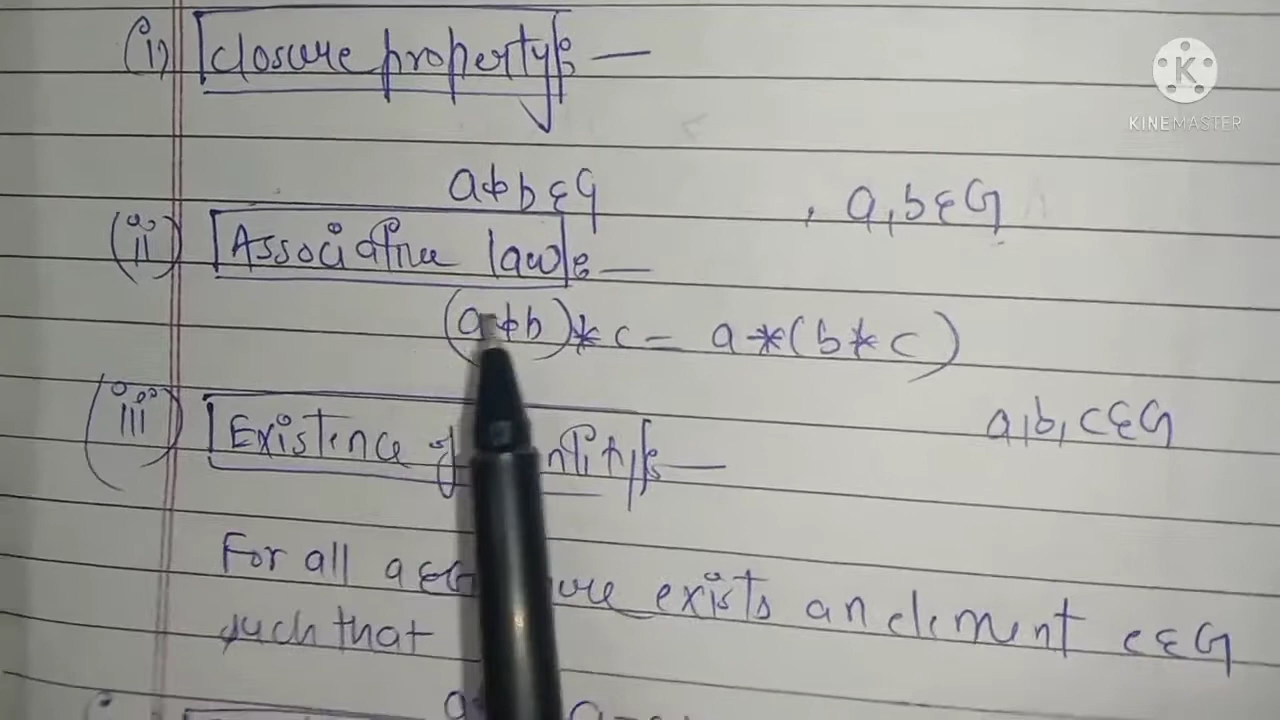 (i) Closure property:—
KINEMASTER
a*b ∈ G , a,b ∈ G
(ii) Associative law:—
(a*b)*c = a*(b*c)
a,b,c ∈ G
(iii) Existence of :—
For all a ∈ G exists an element e ∈ G
such that